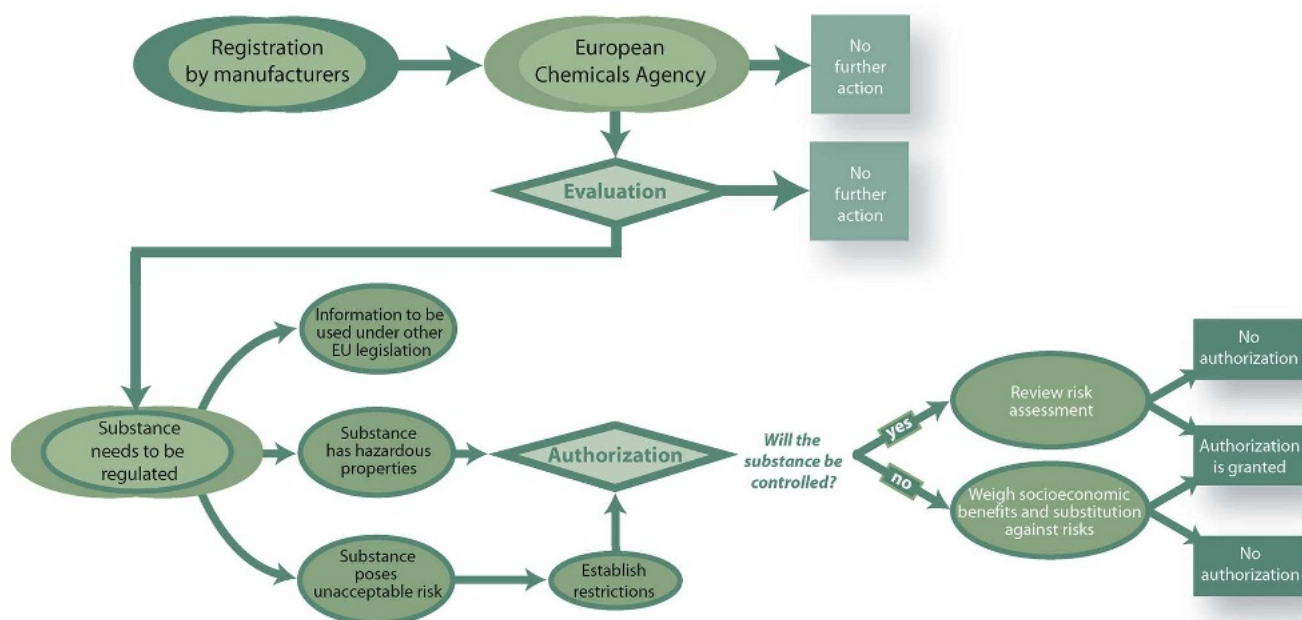 Registration
by manufacturers
European
Chemicals Agency
No
further
action
Evaluation
No
further
action
Information to be
used under other
EU legislation
Substance
needs to be
regulated
Substance
has hazardous
properties
Authorization
Will the
substance be
controlled?
yes
no
Review risk
assessment
Weigh socioeconomic
benefits and substitution
against risks
No
authorization
Authorization
is granted
No
authorization
Substance
poses
unacceptable risk
Establish
restrictions